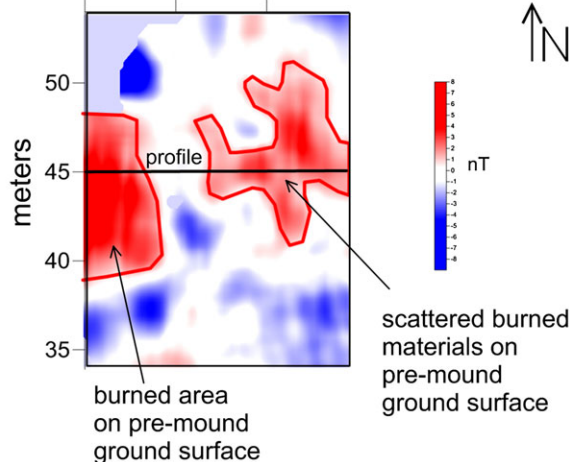 N
50
45
40
35
meters
profile
8
7
6
5
4
3
2
1
0
-1
-2
-3
-4
-5
-6
-7
-8
nT
scattered burned
materials on
pre-mound
ground surface
burned area
on pre-mound
ground surface